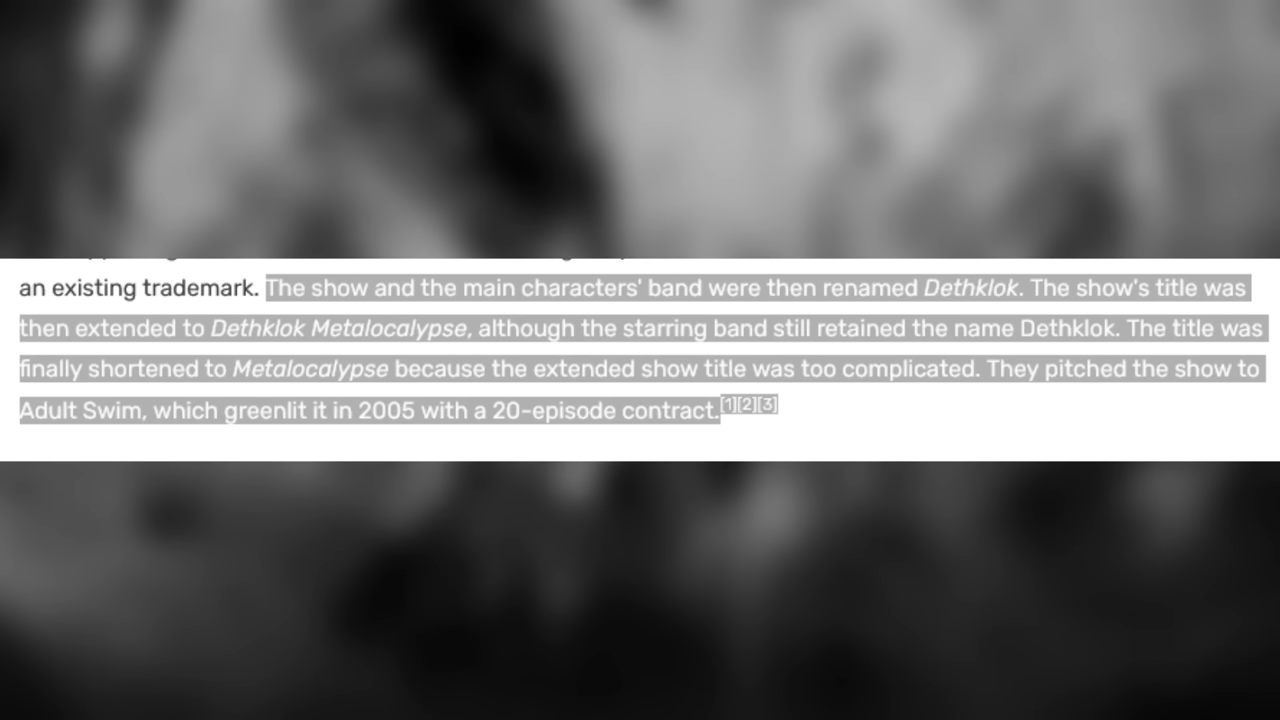 an existing trademark. The show and the main characters' band were then renamed Dethklok. The show's title was
then extended to Dethklok Metalocalypse, although the starring band still retained the name Dethklok. The title was
finally shortened to Metalocalypse because the extended show title was too complicated. They pitched the show to
Adult Swim, which greenlit it in 2005 with a 20-episode contract.[1][2][3]